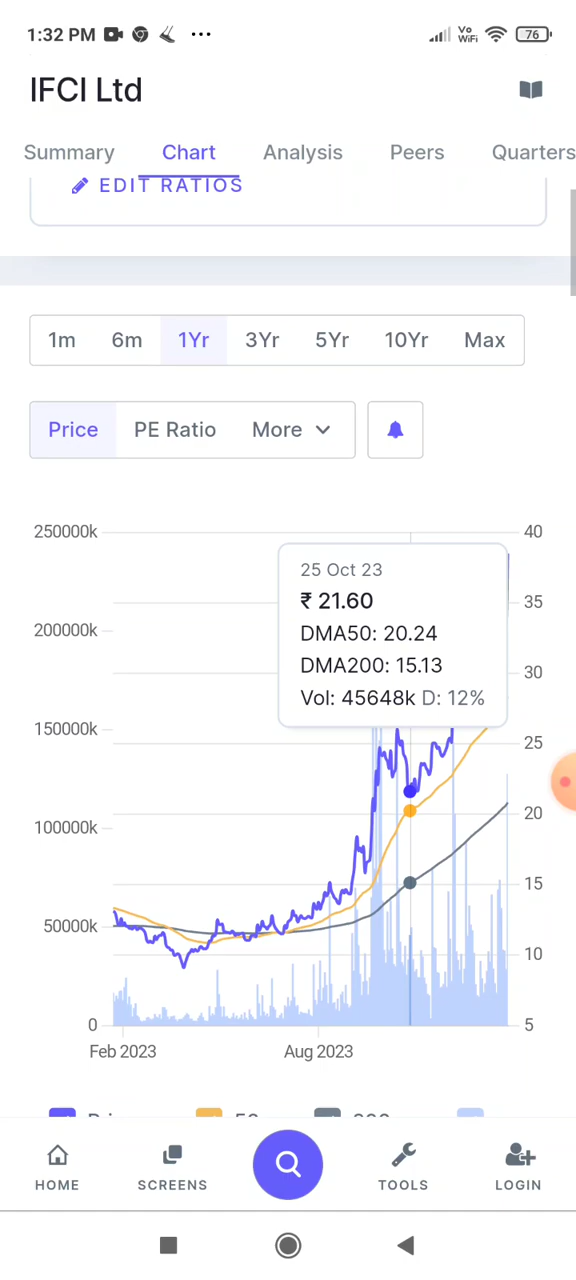 1:32 PM Vo WiFi 76
IFCI Ltd
Summary Chart Analysis Peers Quarters
EDIT RATIOS
1m 6m 1Yr 3Yr 5Yr 10Yr Max
Price PE Ratio More
250000k 40
25 Oct 23
₹ 21.60
35
200000k
DMA50: 20.24
DMA200: 15.13
30
Vol: 45648k D: 12%
150000k
25
20
100000k
15
50000k
10
0 5
Feb 2023 Aug 2023
HOME SCREENS TOOLS LOGIN